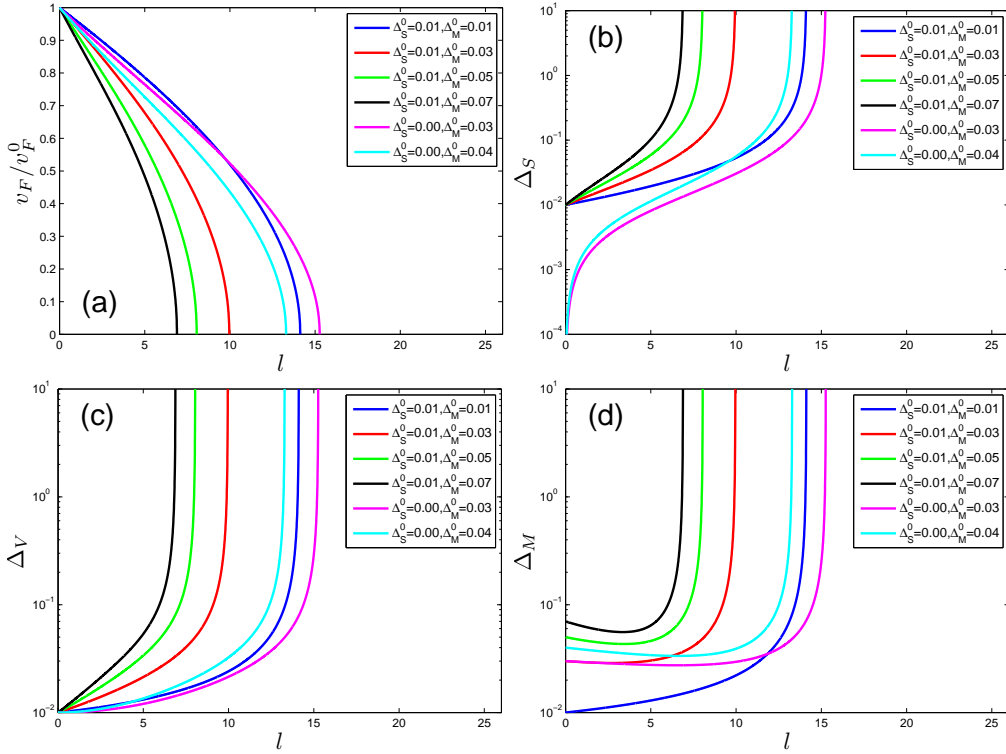 1
0.9
0.8
0.7
0.6
0.5
0.4
0.3
0.2
0.1
0
v_F/v_F^0
0 5 10 15 20 25
l
(a)
Δ_S^0=0.01,Δ_M^0=0.01
Δ_S^0=0.01,Δ_M^0=0.03
Δ_S^0=0.01,Δ_M^0=0.05
Δ_S^0=0.01,Δ_M^0=0.07
Δ_S^0=0.00,Δ_M^0=0.03
Δ_S^0=0.00,Δ_M^0=0.04
(b)
10^1
10^0
10^-1
10^-2
10^-3
10^-4
Δ_S
0 5 10 15 20 25
l
Δ_S^0=0.01,Δ_M^0=0.01
Δ_S^0=0.01,Δ_M^0=0.03
Δ_S^0=0.01,Δ_M^0=0.05
Δ_S^0=0.01,Δ_M^0=0.07
Δ_S^0=0.00,Δ_M^0=0.03
Δ_S^0=0.00,Δ_M^0=0.04
(c)
10^1
10^0
10^-1
10^-2
Δ_V
0 5 10 15 20 25
l
Δ_S^0=0.01,Δ_M^0=0.01
Δ_S^0=0.01,Δ_M^0=0.03
Δ_S^0=0.01,Δ_M^0=0.05
Δ_S^0=0.01,Δ_M^0=0.07
Δ_S^0=0.00,Δ_M^0=0.03
Δ_S^0=0.00,Δ_M^0=0.04
(d)
10^1
10^0
10^-1
10^-2
Δ_M
0 5 10 15 20 25
l
Δ_S^0=0.01,Δ_M^0=0.01
Δ_S^0=0.01,Δ_M^0=0.03
Δ_S^0=0.01,Δ_M^0=0.05
Δ_S^0=0.01,Δ_M^0=0.07
Δ_S^0=0.00,Δ_M^0=0.03
Δ_S^0=0.00,Δ_M^0=0.04